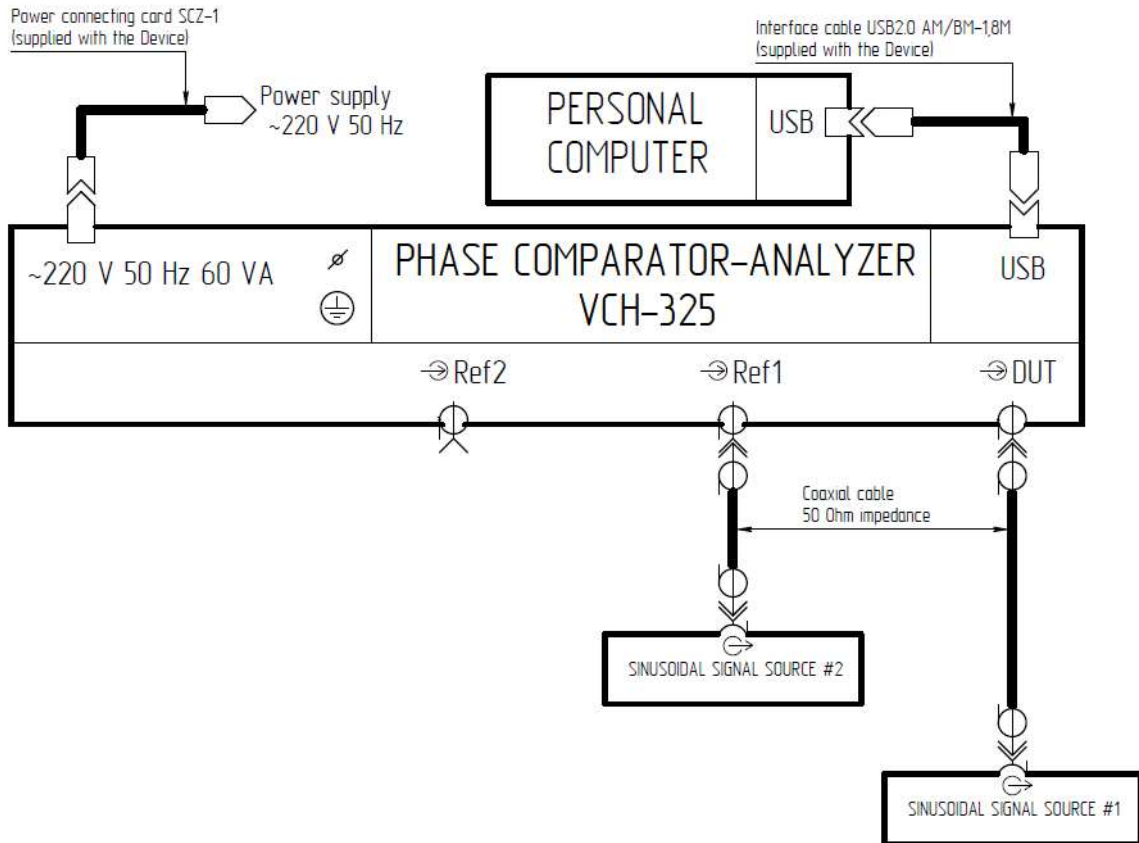 Power connecting card SCZ-1
(supplied with the Device)
Interface cable USB2.0 AM/BM-1,8M
(supplied with the Device)
Power supply
~220 V 50 Hz
PERSONAL
COMPUTER
USB
~220 V 50 Hz 60 VA
PHASE COMPARATOR-ANALYZER
VCH-325
USB
Ref2
Ref1
DUT
Coaxial cable
50 Ohm impedance
SINUSOIDAL SIGNAL SOURCE #2
SINUSOIDAL SIGNAL SOURCE #1